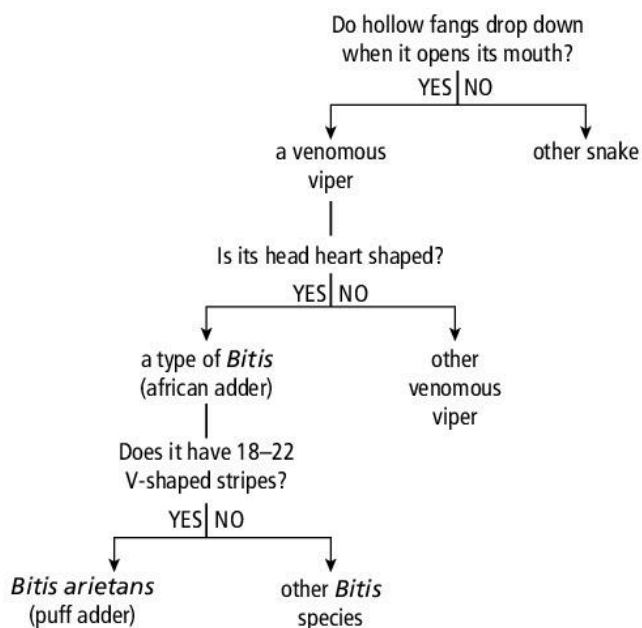 Do hollow fangs drop down
when it opens its mouth?
YES NO
a venomous
viper
other snake
Is its head heart shaped?
YES NO
a type of Bitis
(african adder)
other
venomous
viper
Does it have 18–22
V-shaped stripes?
YES NO
Bitis arietans
(puff adder)
other Bitis
species